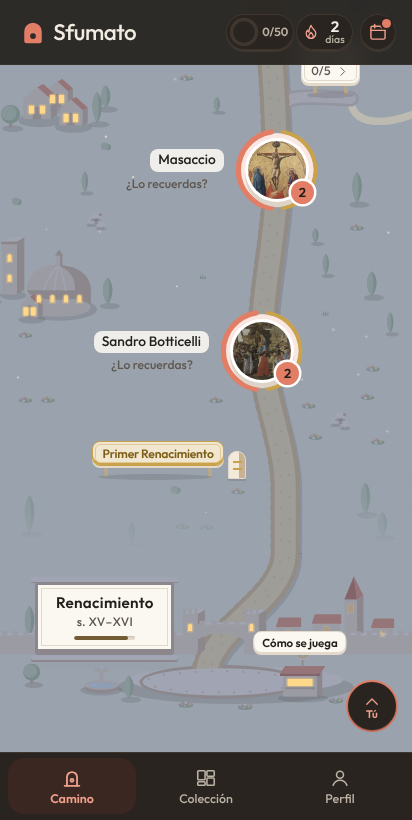 Sfumato
0/50
2
días
0/5
Masaccio
¿Lo recuerdas?
2
Sandro Botticelli
¿Lo recuerdas?
2
Primer Renacimiento
Renacimiento
s. XV–XVI
Cómo se juega
Tú
Camino
Colección
Perfil